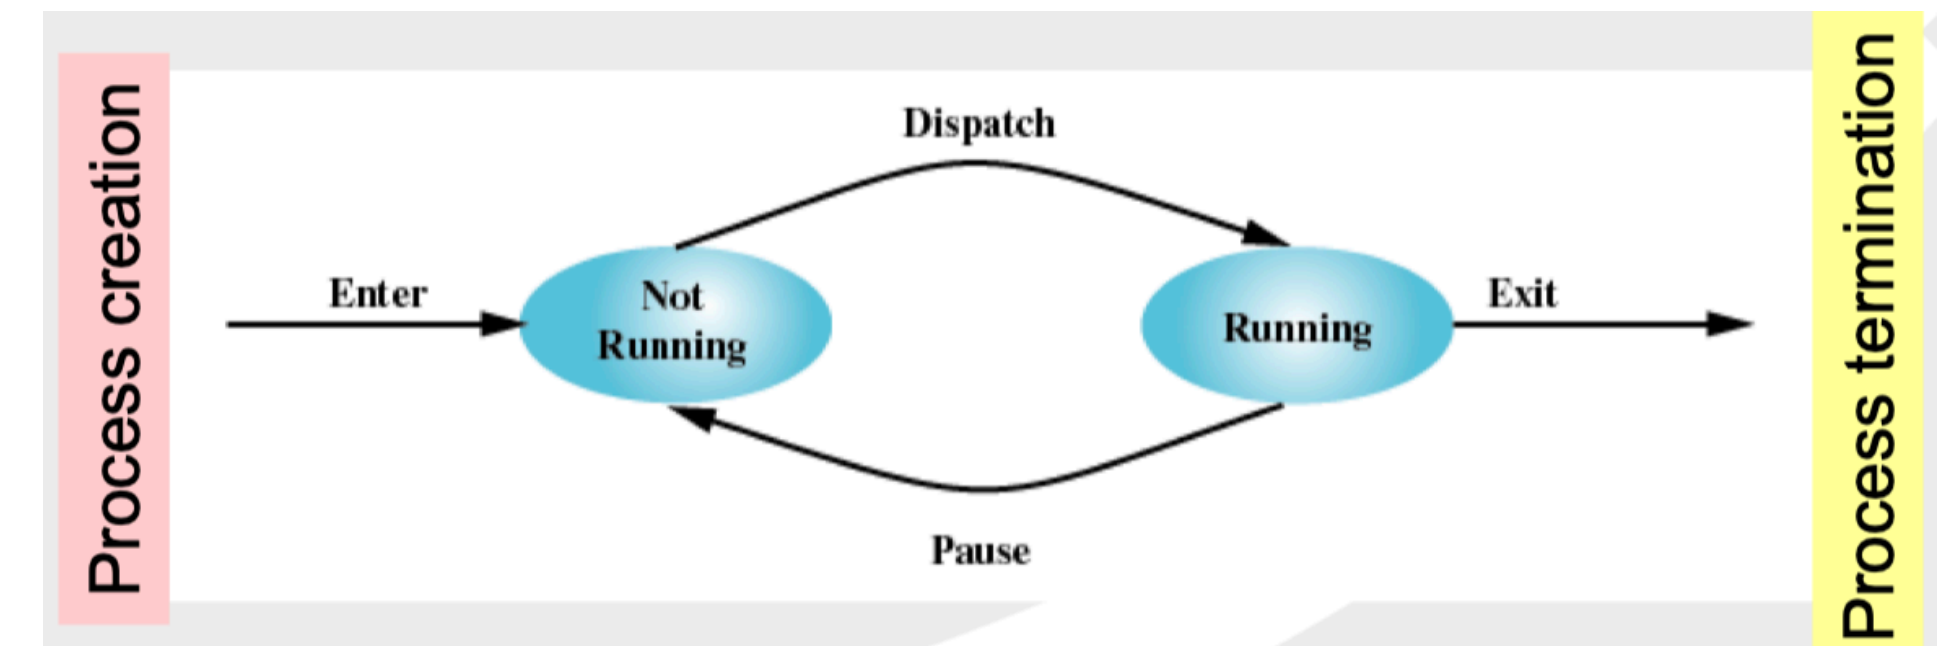 Process creation
Enter
Not
Running
Dispatch
Pause
Running
Exit
Process termination